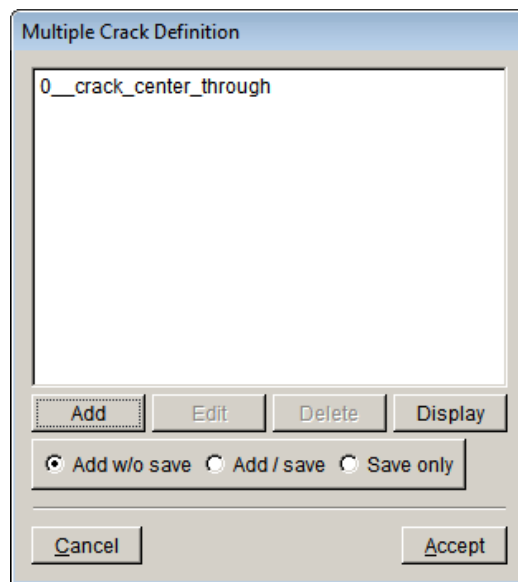 Multiple Crack Definition
0__crack_center_through
Add Edit Delete Display
Add w/o save Add / save Save only
Cancel Accept